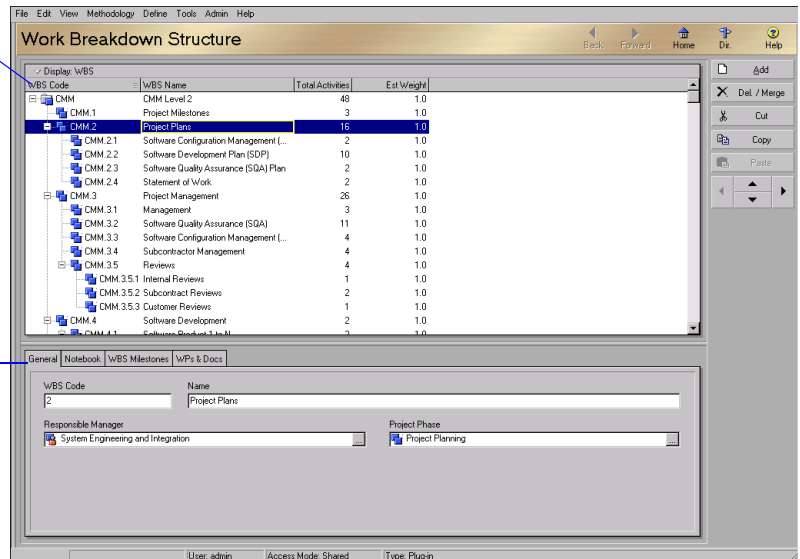 File Edit View Methodology Define Tools Admin Help
Work Breakdown Structure
Back Forward Home Dir. Help
Display: WBS
WBS Code WBS Name Total Activities Est Weight
CMM CMM Level 2 48 1.0
CMM.1 Project Milestones 3 1.0
CMM.2 Project Plans 16 1.0
CMM.2.1 Software Configuration Management (... 2 1.0
CMM.2.2 Software Development Plan (SDP) 10 1.0
CMM.2.3 Software Quality Assurance (SQA) Plan 2 1.0
CMM.2.4 Statement of Work 2 1.0
CMM.3 Project Management 26 1.0
CMM.3.1 Management 3 1.0
CMM.3.2 Software Quality Assurance (SQA) 11 1.0
CMM.3.3 Software Configuration Management (... 4 1.0
CMM.3.4 Subcontractor Management 4 1.0
CMM.3.5 Reviews 4 1.0
CMM.3.5.1 Internal Reviews 1 1.0
CMM.3.5.2 Subcontract Reviews 2 1.0
CMM.3.5.3 Customer Reviews 1 1.0
CMM.4 Software Development 2 1.0
CMM.4.1 Software Product 1 to N 2 1.0
Add
Del. / Merge
Cut
Copy
Paste
General Notebook WBS Milestones WPs & Docs
WBS Code Name
2 Project Plans
Responsible Manager Project Phase
System Engineering and Integration ... Project Planning ...
User: admin Access Mode: Shared Type: Plug-in